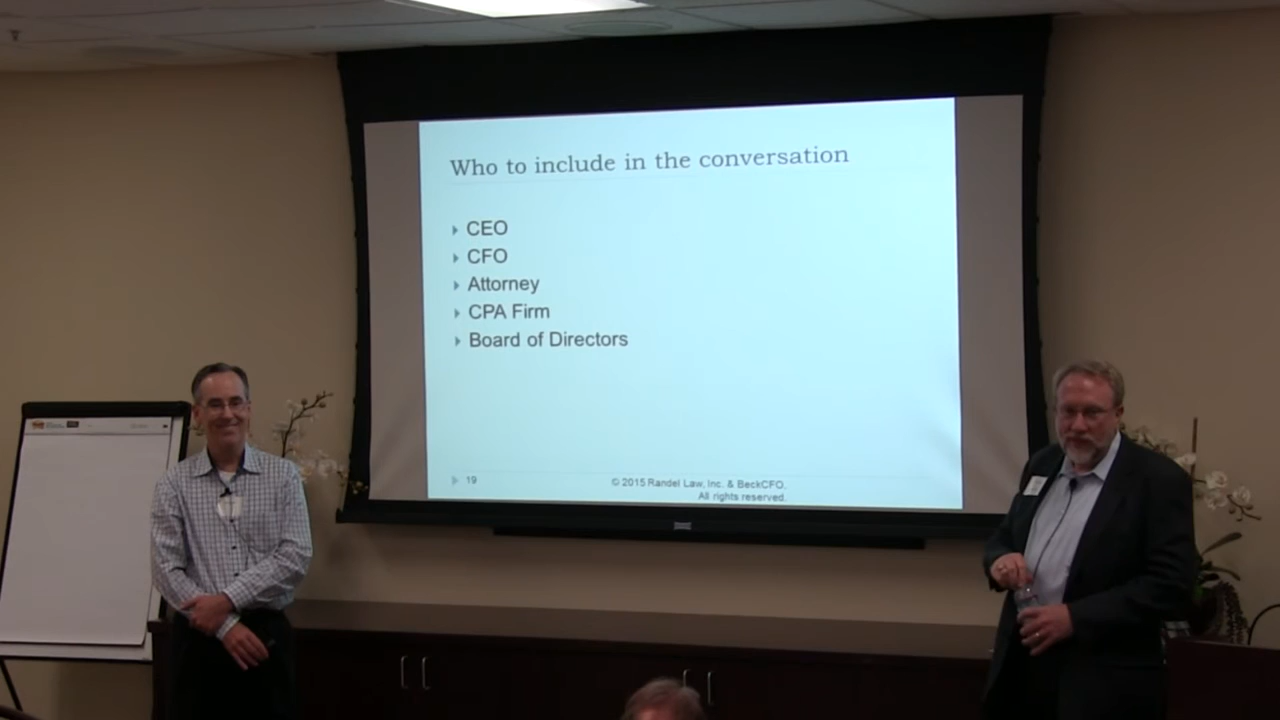 Who to include in the conversation
CEO
CFO
Attorney
CPA Firm
Board of Directors
19
© 2015 Randel Law, Inc. & BeckCFO.
All rights reserved.